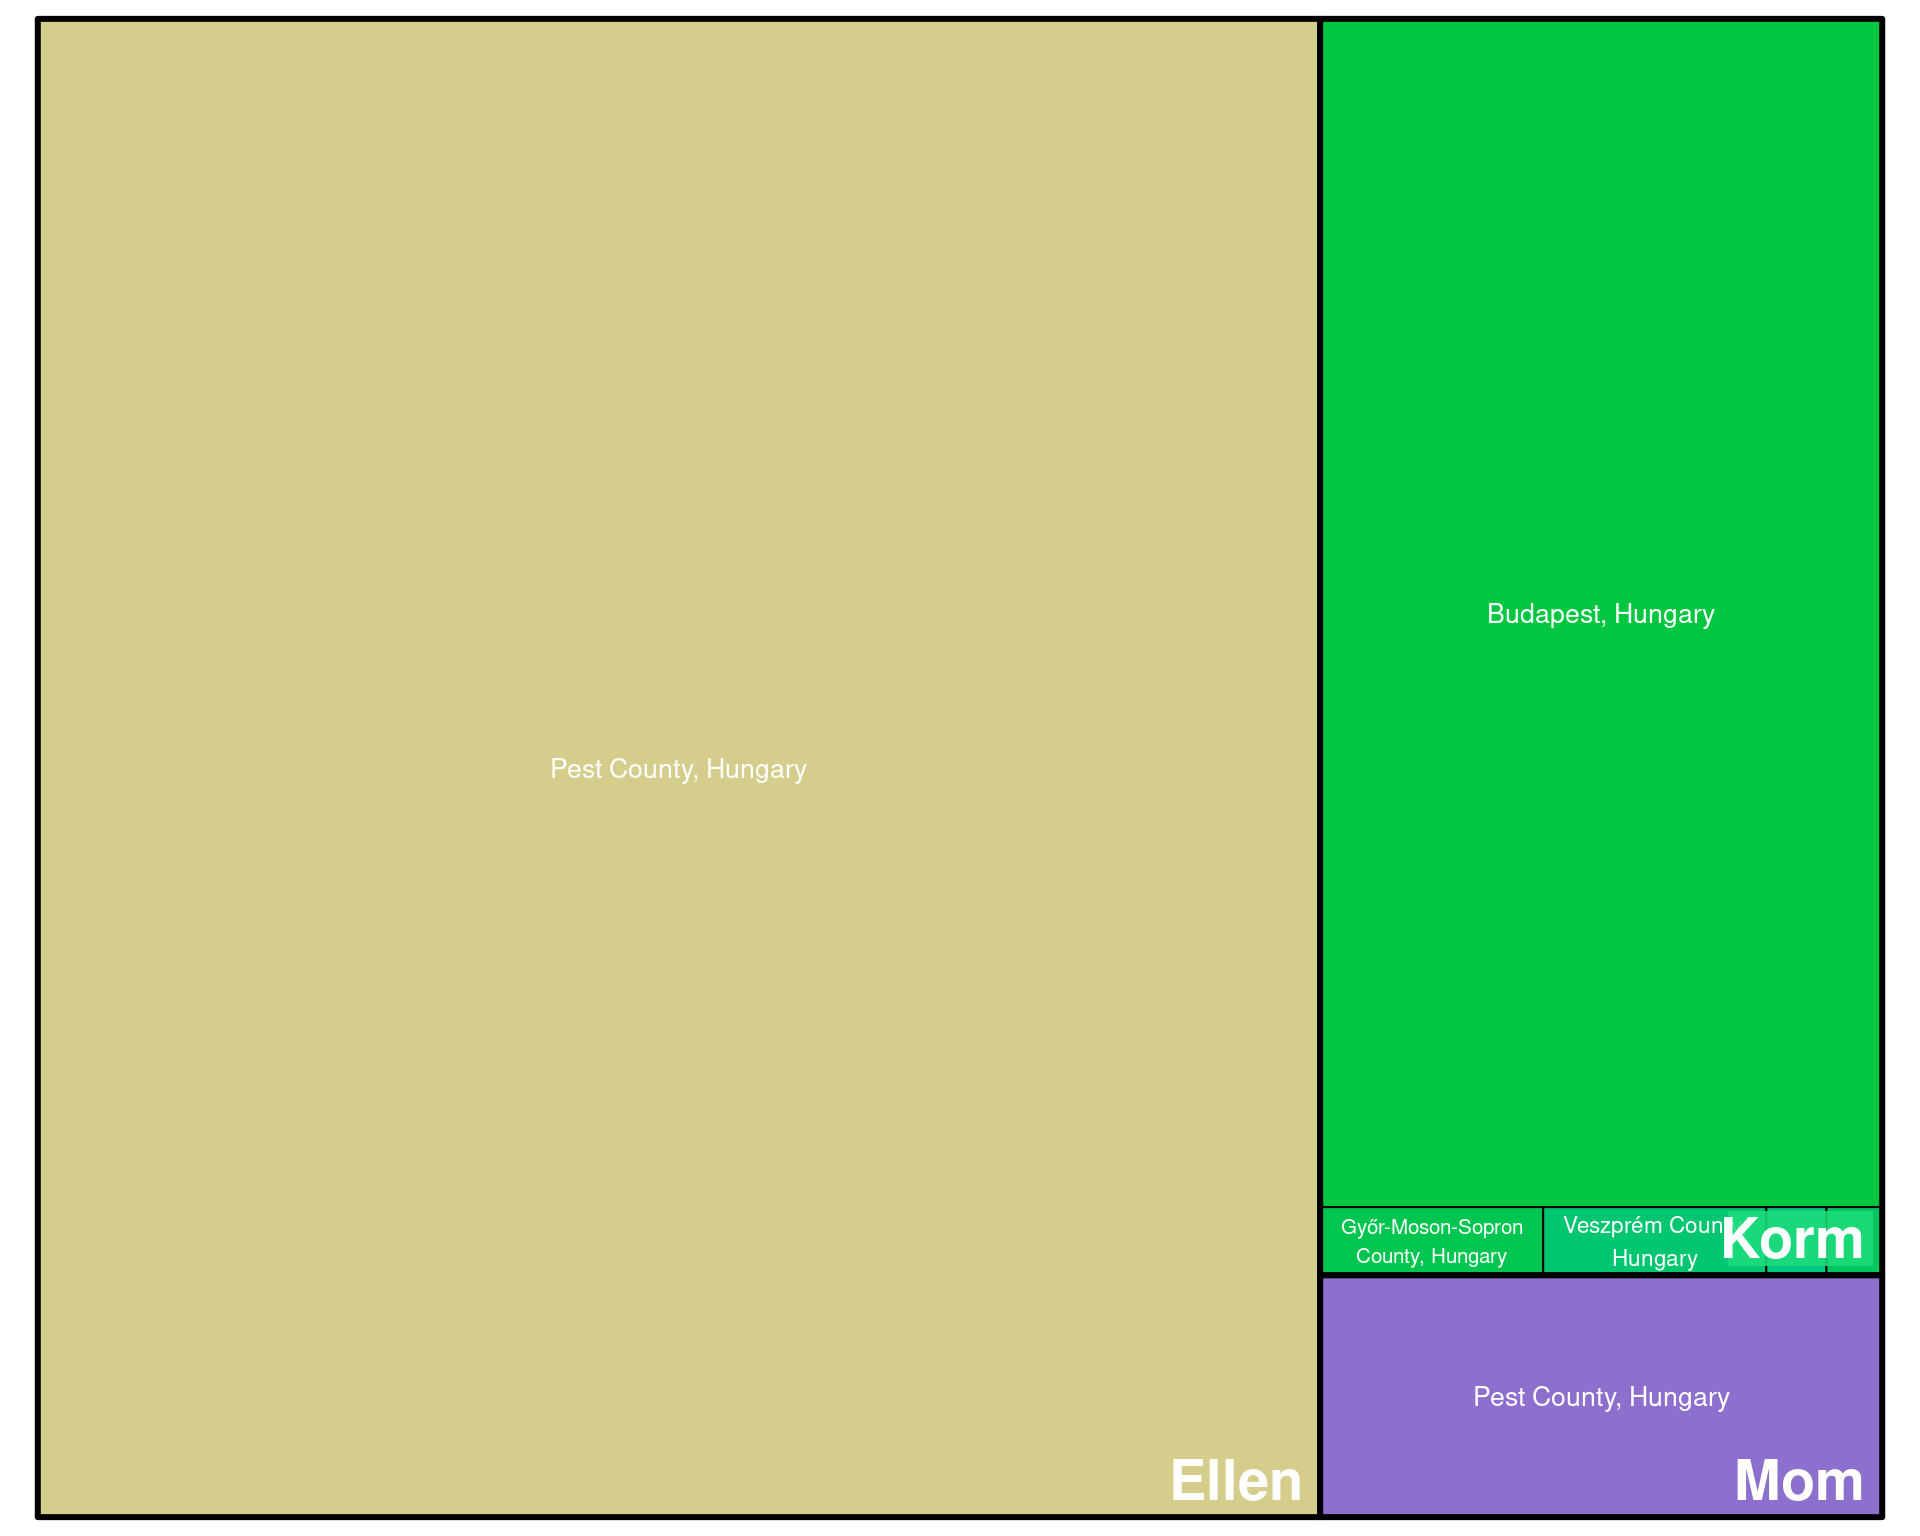 Pest County, Hungary
Ellen
Budapest, Hungary
Győr-Moson-Sopron
County, Hungary
Veszprém Coun
Hungary
Korm
Pest County, Hungary
Mom